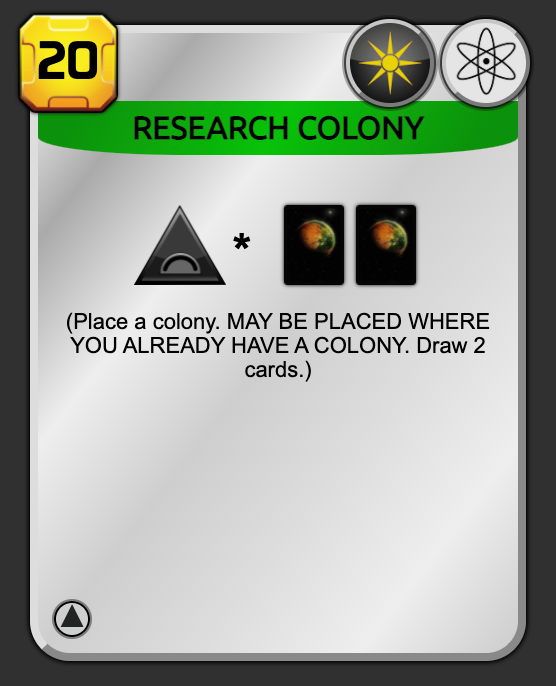 20
RESEARCH COLONY
*
(Place a colony. MAY BE PLACED WHERE
YOU ALREADY HAVE A COLONY. Draw 2
cards.)